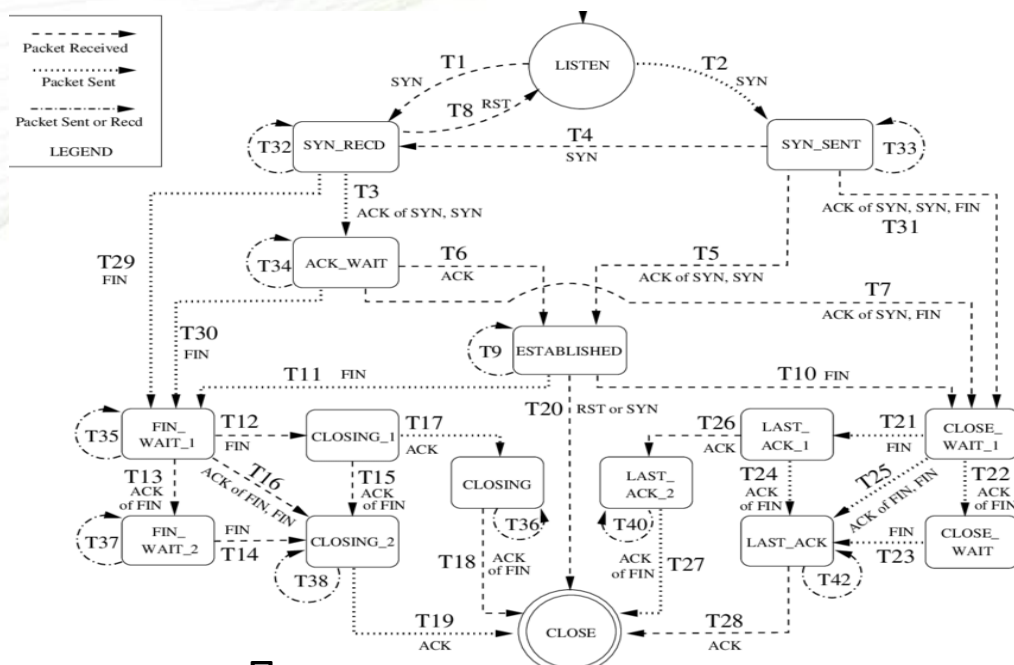 Packet Received
Packet Sent
Packet Sent or Recd
LEGEND
LISTEN
T1
SYN
T2
SYN
T8 RST
T32
SYN_RECD
T4
SYN
SYN_SENT
T33
T3
ACK of SYN, SYN
ACK of SYN, SYN, FIN
T31
T29
FIN
T34
ACK_WAIT
T6
ACK
T5
ACK of SYN, SYN
T7
ACK of SYN, FIN
T30
FIN
T9
ESTABLISHED
T11 FIN
T10 FIN
T20 RST or SYN
T35
FIN_
WAIT_1
T12
FIN
CLOSING_1
T17
ACK
T26
ACK
LAST_
ACK_1
T21
FIN
CLOSE_
WAIT_1
T13
ACK
of FIN
T16
ACK of FIN, FIN
T15
ACK
of FIN
CLOSING
LAST_
ACK_2
T24
ACK
of FIN
T25
ACK of FIN, FIN
T22
ACK
of FIN
T37
FIN_
WAIT_2
FIN
T14
CLOSING_2
T36
T40
LAST_ACK
FIN
T23
CLOSE_
WAIT
T38
T18
ACK
of FIN
ACK
of FIN
T27
T42
T19
ACK
CLOSE
T28
ACK